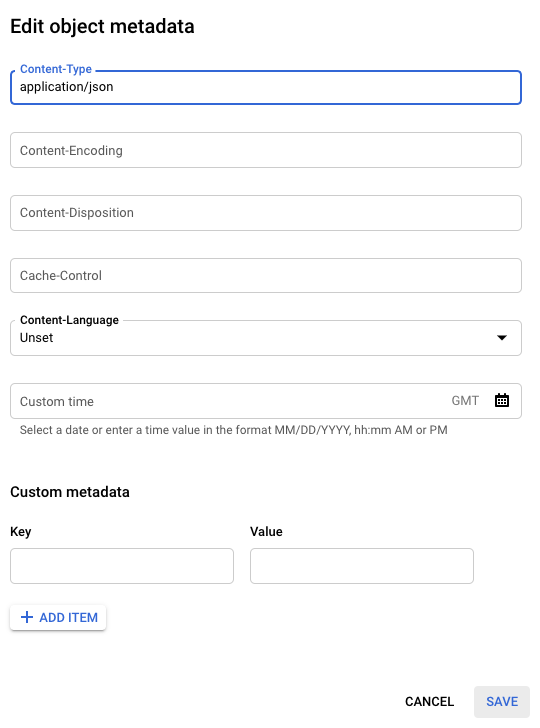 Edit object metadata
Content-Type
application/json
Content-Encoding
Content-Disposition
Cache-Control
Content-Language
Unset
Custom time GMT
Select a date or enter a time value in the format MM/DD/YYYY, hh:mm AM or PM
Custom metadata
Key Value
+ ADD ITEM
CANCEL SAVE